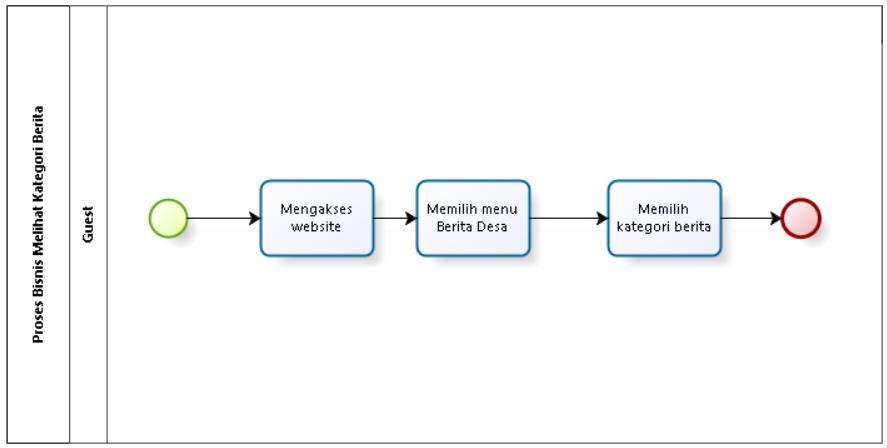 Proses Bisnis Melihat Kategori Berita
Guest
Mengakses
website
Memilih menu
Berita Desa
Memilih
kategori berita